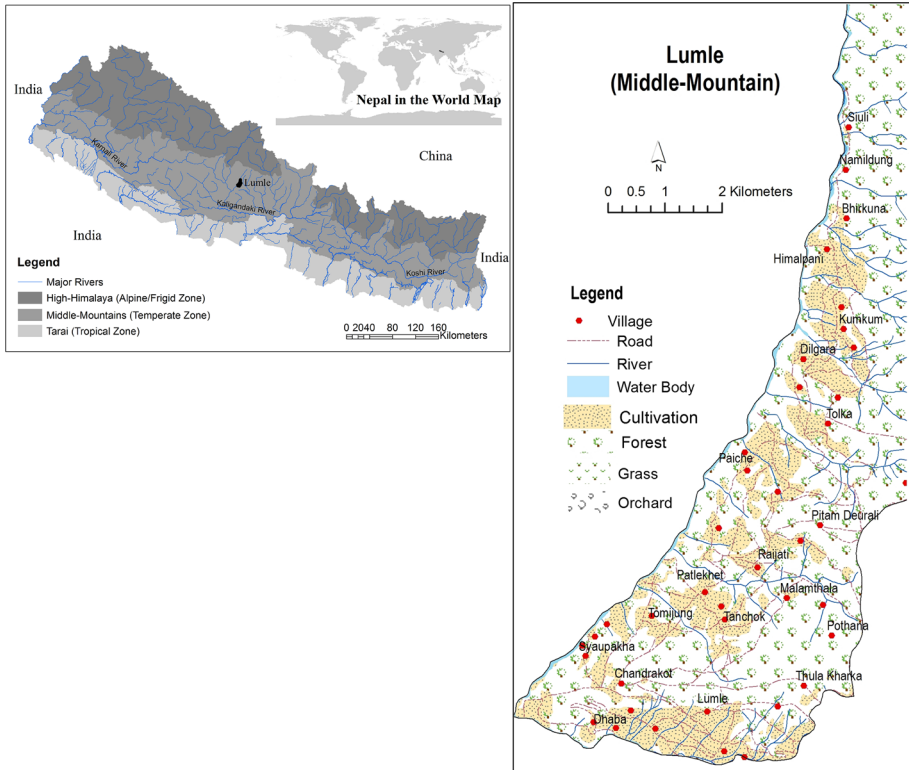 Nepal in the World Map
India
China
Karnali River
Lumle
Kaligandaki River
India
India
Koshi River
Legend
Major Rivers
High-Himalaya (Alpine/Frigid Zone)
Middle-Mountains (Temperate Zone)
Tarai (Tropical Zone)
0 2040 80 120 160
Kilometers
Lumle
(Middle-Mountain)
N
0 0.5 1 2 Kilometers
Legend
Village
Road
River
Water Body
Cultivation
Forest
Grass
Orchard
Siuli
Namildung
Bhirkuna
Himalpani
Kumkum
Dilgara
Tolka
Paiche
Pitam Deurali
Raijati
Patlekhet
Malamthala
Tomijung
Tanchok
Pothana
Syaupakha
Chandrakot
Thula Kharka
Lumle
Dhaba